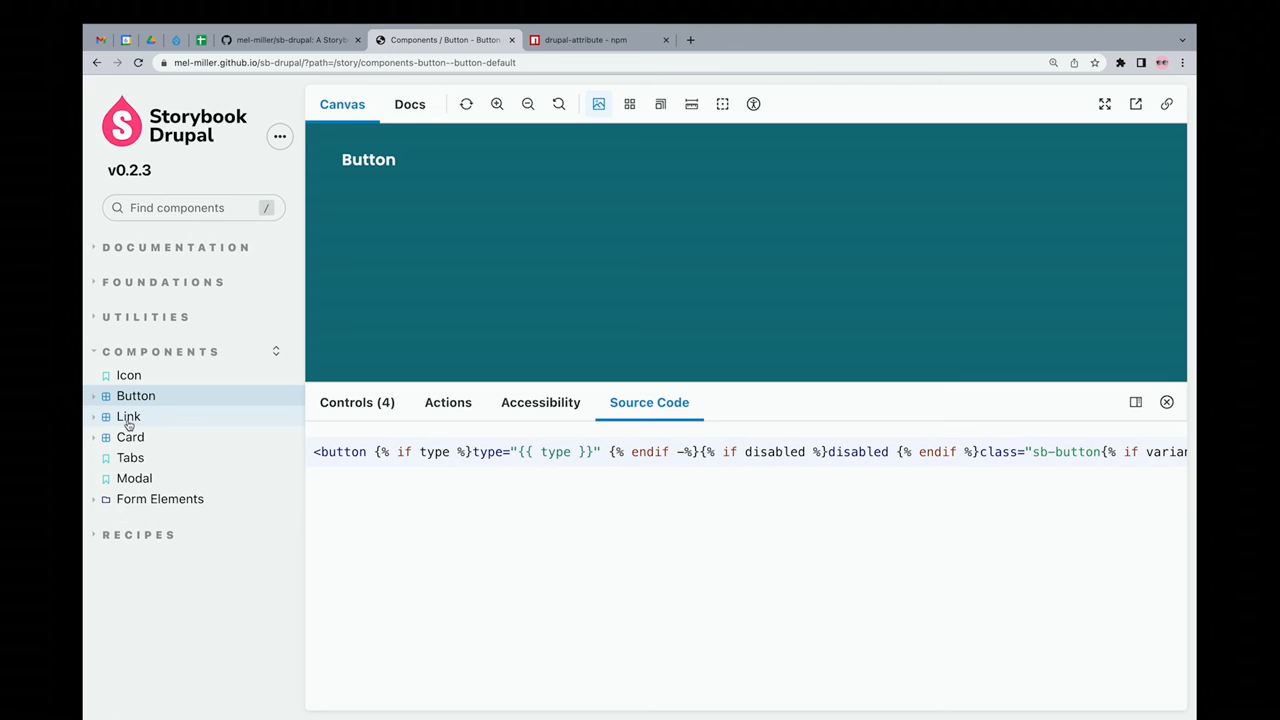 mel-miller/sb-drupal: A Storyb
Components / Button - Button
drupal-attribute - npm
mel-miller.github.io/sb-drupal/?path=/story/components-button--button-default
Storybook
Drupal
v0.2.3
Find components
/
DOCUMENTATION
FOUNDATIONS
UTILITIES
COMPONENTS
Icon
Button
Link
Card
Tabs
Modal
Form Elements
RECIPES
Canvas
Docs
Button
Controls (4)
Actions
Accessibility
Source Code
<button {% if type %}type="{{ type }}" {% endif -%}{% if disabled %}disabled {% endif %}class="sb-button{% if varian